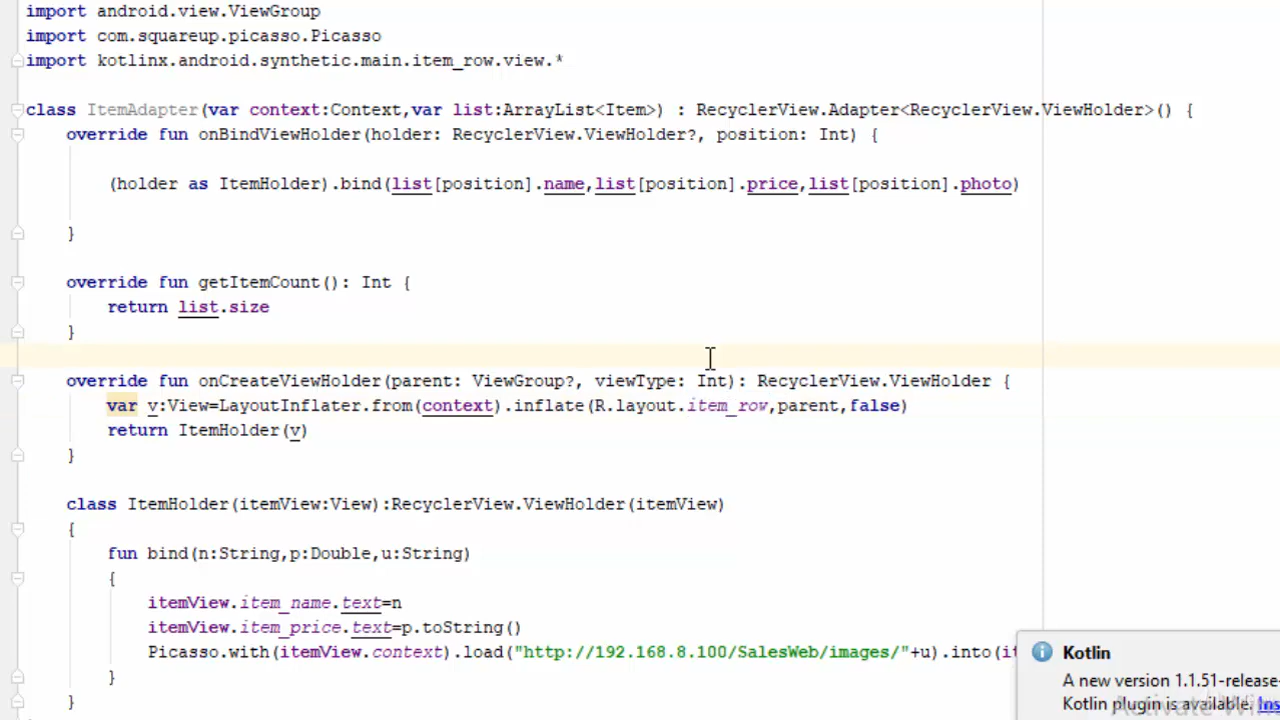 import android.view.ViewGroup
import com.squareup.picasso.Picasso
import kotlinx.android.synthetic.main.item_row.view.*
class ItemAdapter(var context:Context,var list:ArrayList<Item>) : RecyclerView.Adapter<RecyclerView.ViewHolder>() {
override fun onBindViewHolder(holder: RecyclerView.ViewHolder?, position: Int) {
(holder as ItemHolder).bind(list[position].name,list[position].price,list[position].photo)
}
override fun getItemCount(): Int {
return list.size
}
override fun onCreateViewHolder(parent: ViewGroup?, viewType: Int): RecyclerView.ViewHolder {
var v:View=LayoutInflater.from(context).inflate(R.layout.item_row,parent,false)
return ItemHolder(v)
}
class ItemHolder(itemView:View):RecyclerView.ViewHolder(itemView)
{
fun bind(n:String,p:Double,u:String)
{
itemView.item_name.text=n
itemView.item_price.text=p.toString()
Picasso.with(itemView.context).load("http://192.168.8.100/SalesWeb/images/"+u).into(
}
}
Kotlin
A new version 1.1.51-release-
Kotlin plugin is available.
Activate